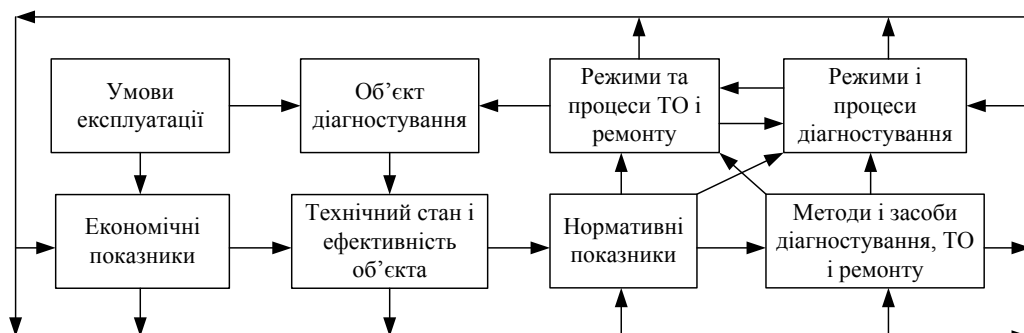 Умови
експлуатації
Об’єкт
діагностування
Режими та
процеси ТО і
ремонту
Режими і
процеси
діагностування
Економічні
показники
Технічний стан і
ефективність
об’єкта
Нормативні
показники
Методи і засоби
діагностування, ТО
і ремонту